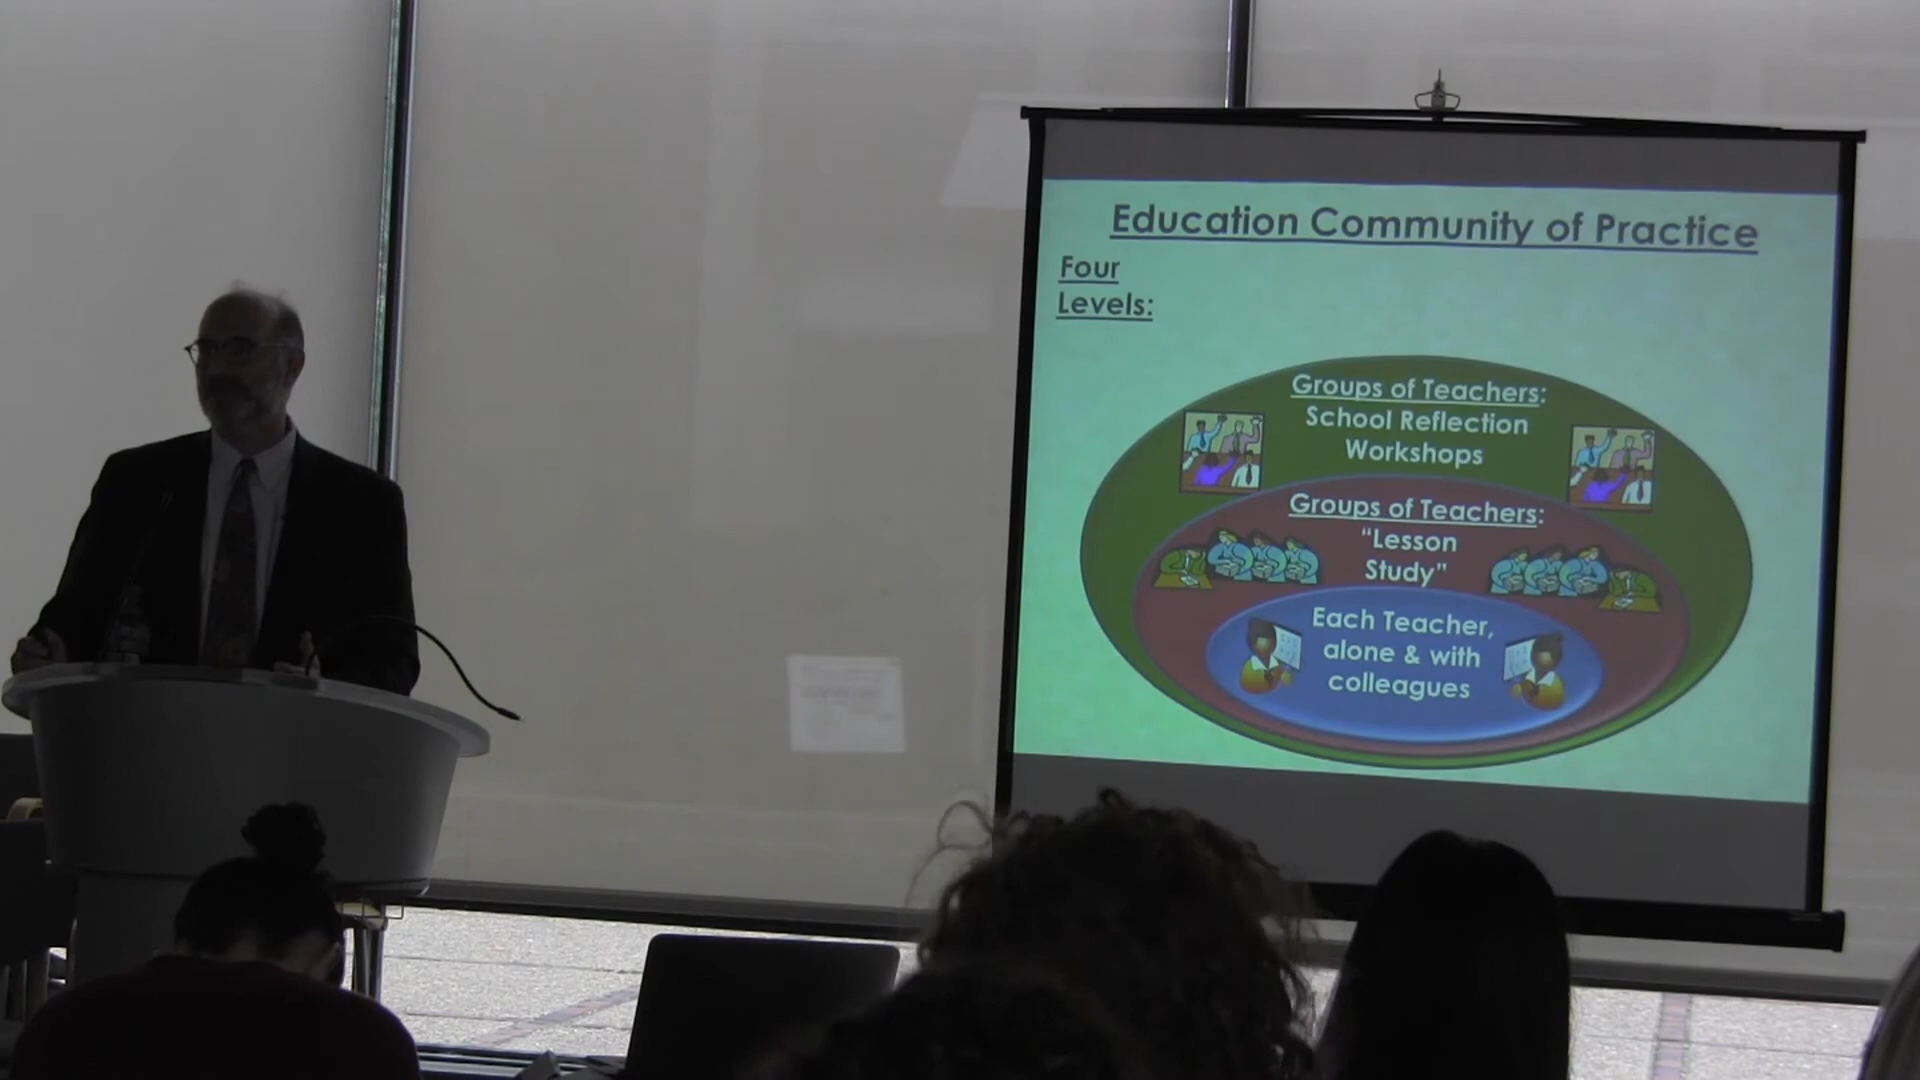 Education Community of Practice
Four
Levels:
Groups of Teachers:
School Reflection
Workshops
Groups of Teachers:
“Lesson
Study”
Each Teacher,
alone & with
colleagues